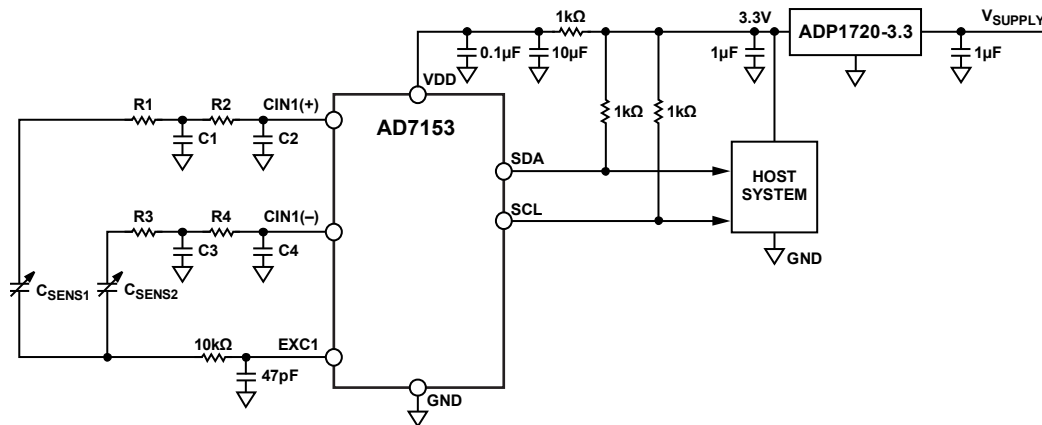 1kΩ
3.3V
ADP1720-3.3
VSUPPLY
0.1µF
10µF
1µF
1µF
VDD
1kΩ
1kΩ
R1
R2
CIN1(+)
AD7153
C1
C2
SDA
HOST
SYSTEM
SCL
R3
R4
CIN1(–)
C3
C4
GND
CSENS1
CSENS2
10kΩ
EXC1
47pF
GND